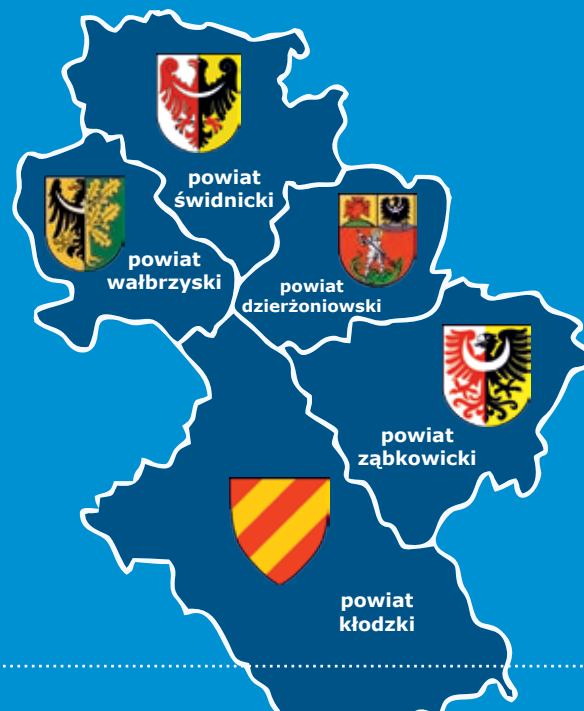 powiat
świdnicki
powiat
wałbrzyski
powiat
dzierżoniowski
powiat
ząbkowicki
powiat
kłodzki